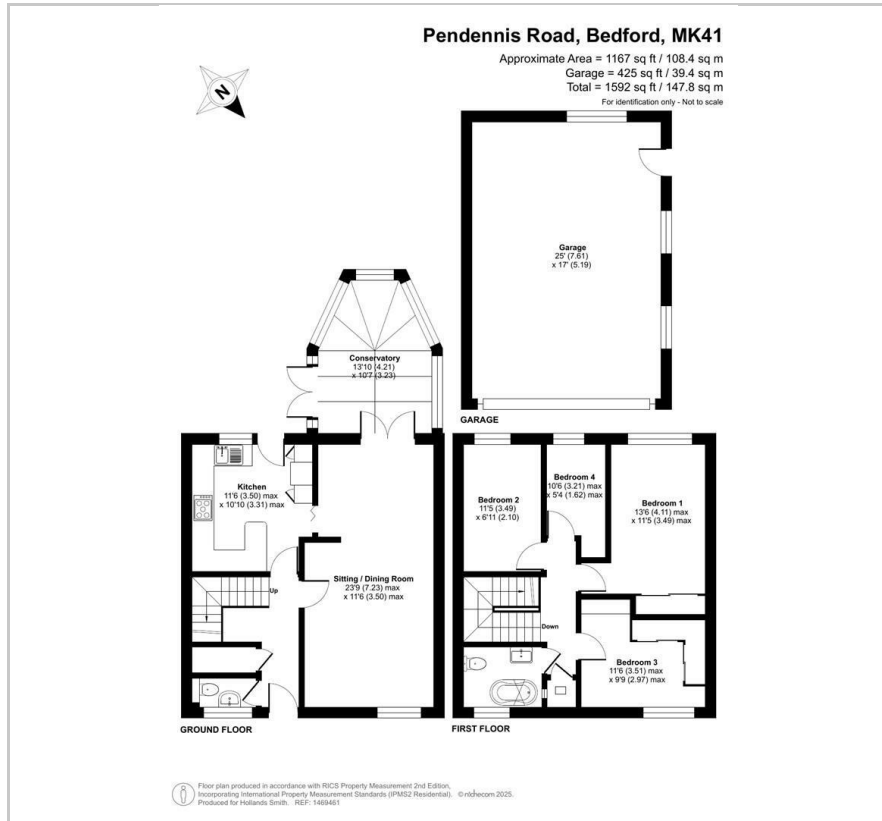 Pendennis Road, Bedford, MK41
Approximate Area = 1167 sq ft / 108.4 sq m
Garage = 425 sq ft / 39.4 sq m
Total = 1592 sq ft / 147.8 sq m
For identification only - Not to scale
N
Garage
25' (7.61)
x 17' (5.19)
GARAGE
Conservatory
13'10 (4.21)
x 10'7 (3.23)
Kitchen
11'6 (3.50) max
x 10'10 (3.31) max
Sitting / Dining Room
23'9 (7.23) max
x 11'6 (3.50) max
Up
GROUND FLOOR
Bedroom 2
11'5 (3.49)
x 6'11 (2.10)
Bedroom 4
10'6 (3.21) max
x 5'4 (1.62) max
Bedroom 1
13'6 (4.11) max
x 11'5 (3.49) max
Down
Bedroom 3
11'6 (3.51) max
x 9'9 (2.97) max
FIRST FLOOR
Floor plan produced in accordance with RICS Property Measurement 2nd Edition,
Incorporating International Property Measurement Standards (IPMS2 Residential). ©ntchecom 2025.
Produced for Hollands Smith. REF: 1469461